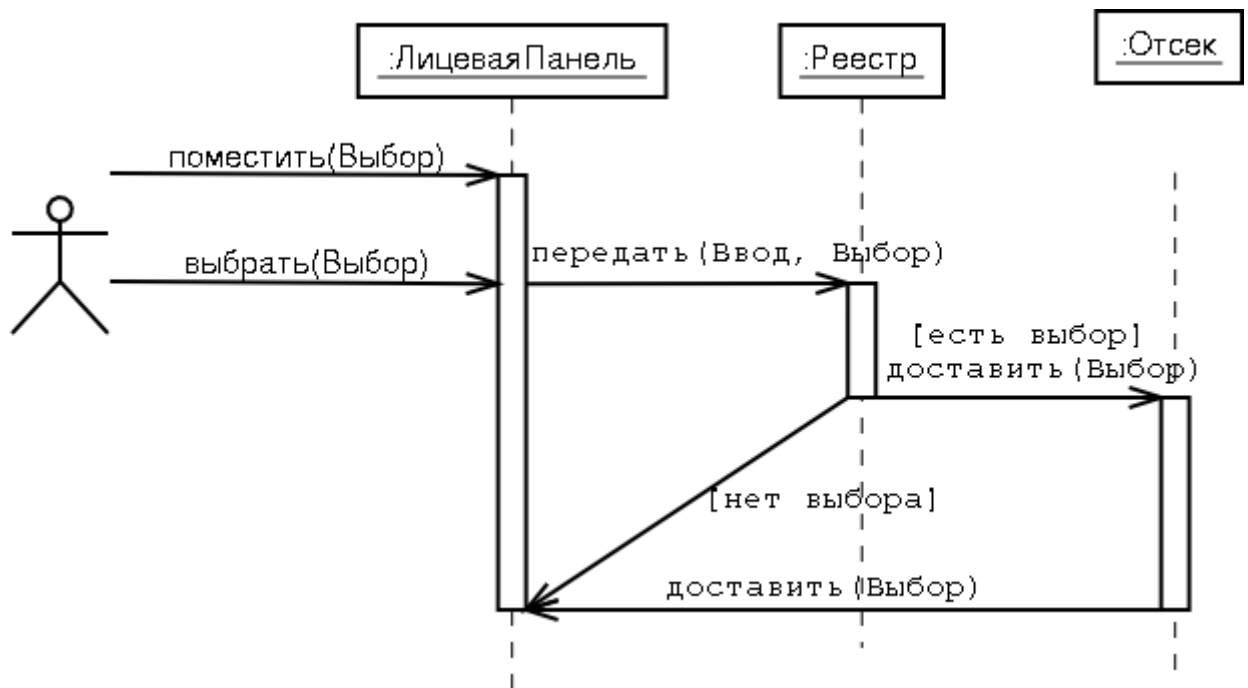 :ЛицеваяПанель
:Реестр
:Отсек
поместить(Выбор)
выбрать(Выбор)
передать(Ввод, Выбор)
[есть выбор]
доставить(Выбор)
[нет выбора]
доставить(Выбор)